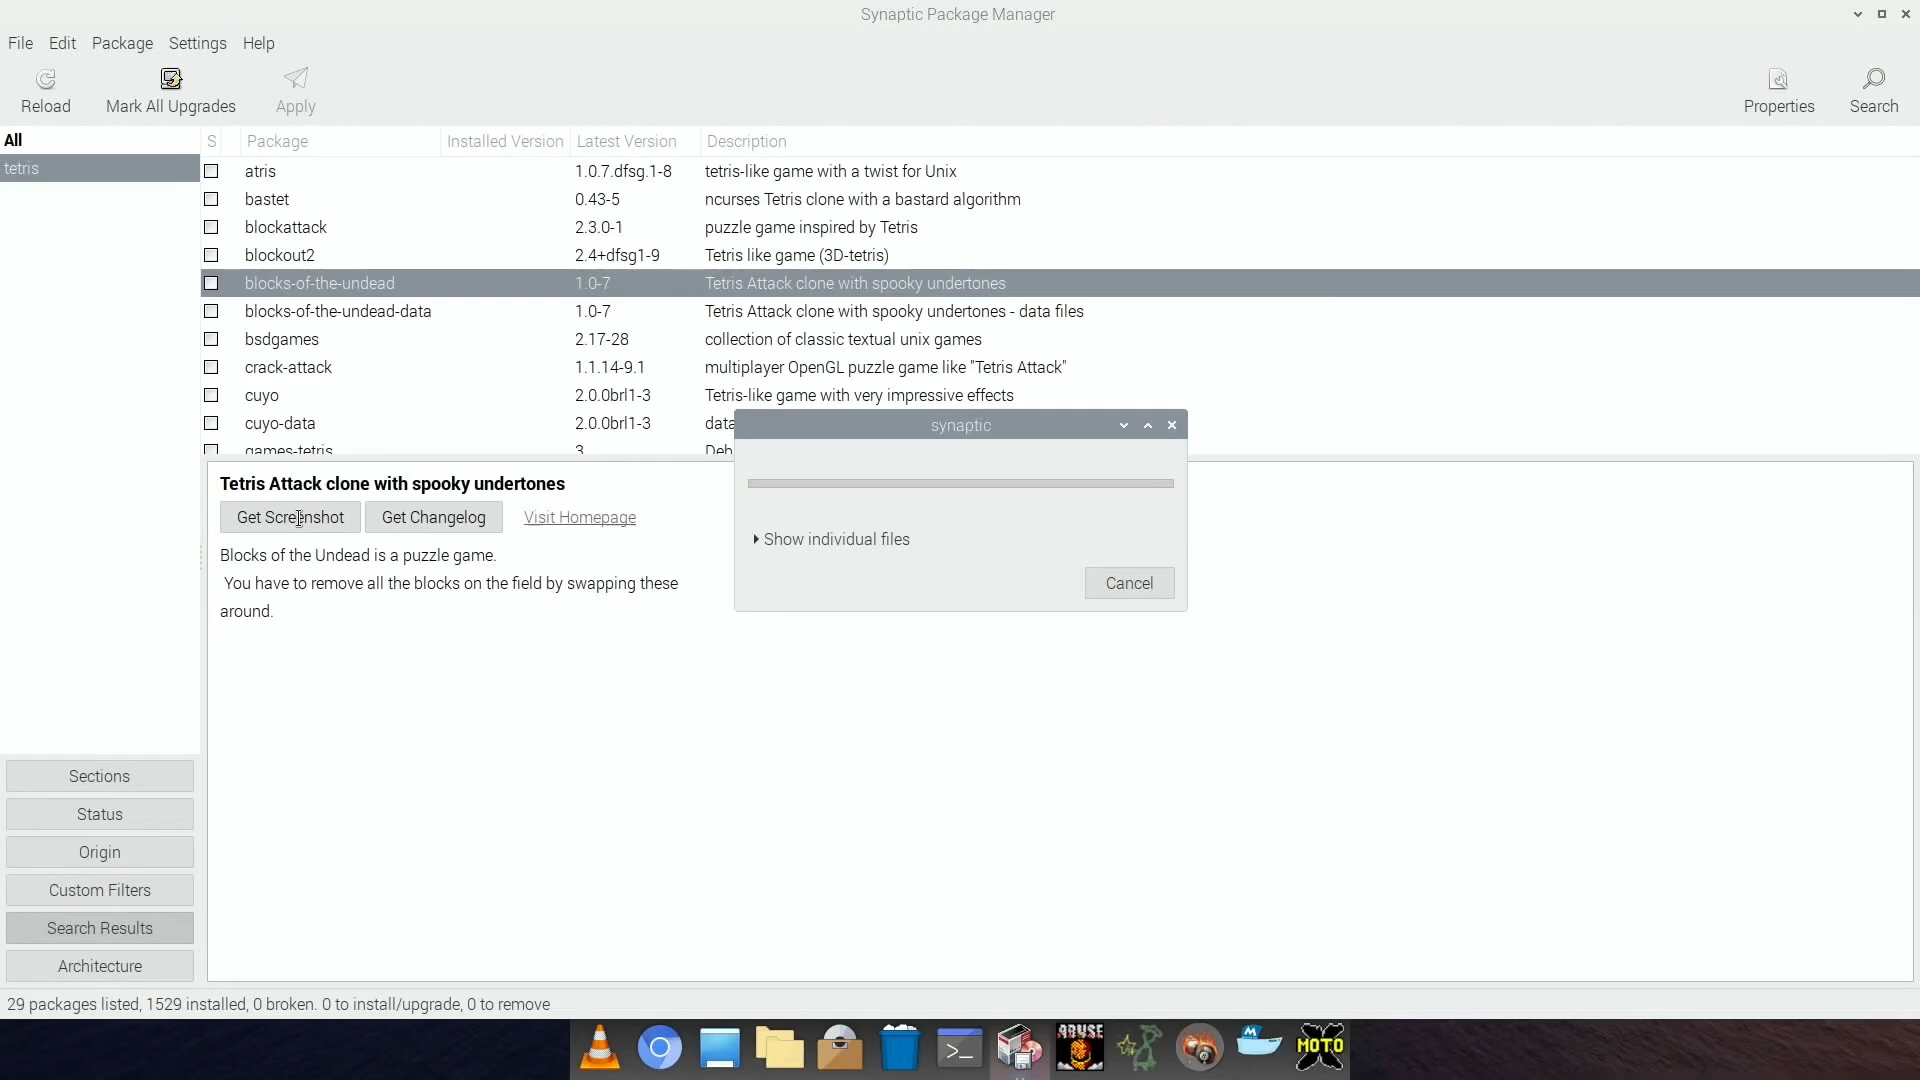 Synaptic Package Manager
File Edit Package Settings Help
Reload Mark All Upgrades Apply Properties Search
All
tetris
S Package Installed Version Latest Version Description
atris 1.0.7.dfsg.1-8 tetris-like game with a twist for Unix
bastet 0.43-5 ncurses Tetris clone with a bastard algorithm
blockattack 2.3.0-1 puzzle game inspired by Tetris
blockout2 2.4+dfsg1-9 Tetris like game (3D-tetris)
blocks-of-the-undead 1.0-7 Tetris Attack clone with spooky undertones
blocks-of-the-undead-data 1.0-7 Tetris Attack clone with spooky undertones - data files
bsdgames 2.17-28 collection of classic textual unix games
crack-attack 1.1.14-9.1 multiplayer OpenGL puzzle game like "Tetris Attack"
cuyo 2.0.0brl1-3 Tetris-like game with very impressive effects
cuyo-data 2.0.0brl1-3 data
games-tetris 3 Deb
synaptic
Show individual files
Cancel
Tetris Attack clone with spooky undertones
Get Screenshot Get Changelog Visit Homepage
Blocks of the Undead is a puzzle game.
You have to remove all the blocks on the field by swapping these
around.
Sections
Status
Origin
Custom Filters
Search Results
Architecture
29 packages listed, 1529 installed, 0 broken. 0 to install/upgrade, 0 to remove
ABUSE
M
MOTO